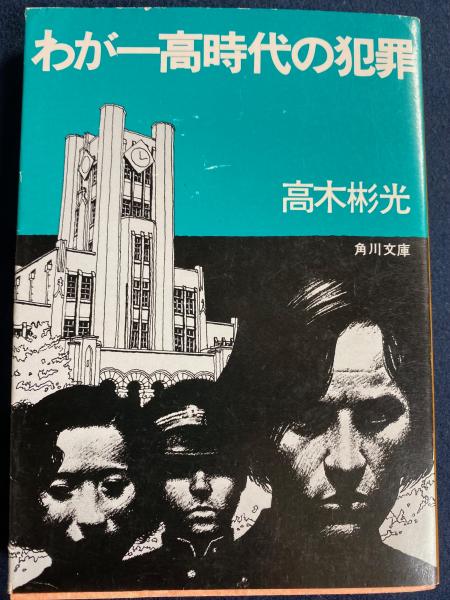 わが一高時代の犯罪
高木彬光
角川文庫